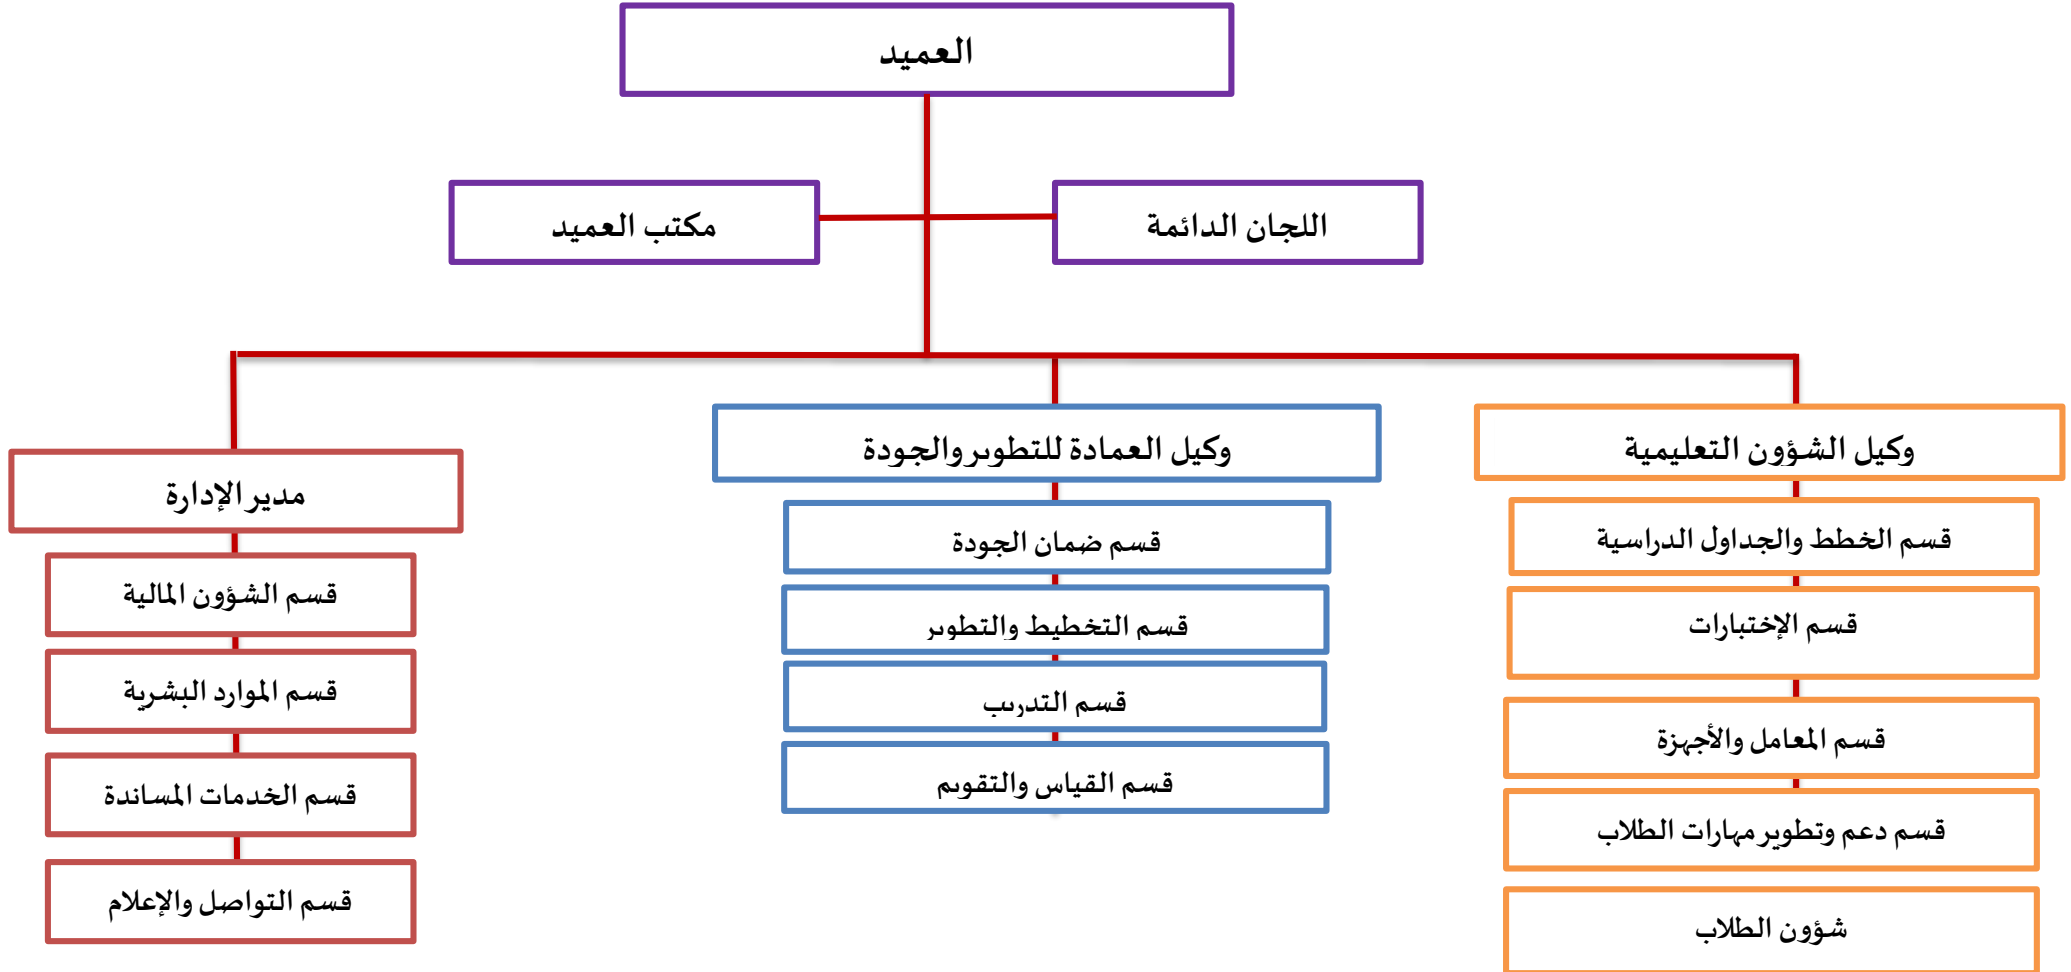 العميد
اللجان الدائمة
مكتب العميد
وكيل الشؤون التعليمية
قسم الخطط والجداول الدراسية
قسم الإختبارات
قسم المعامل والأجهزة
قسم دعم وتطوير مهارات الطلاب
شؤون الطلاب
وكيل العمادة للتطوير والجودة
قسم ضمان الجودة
قسم التخطيط والتطوير
قسم التدريب
قسم القياس والتقويم
مدير الإدارة
قسم الشؤون المالية
قسم الموارد البشرية
قسم الخدمات المساندة
قسم التواصل والإعلام